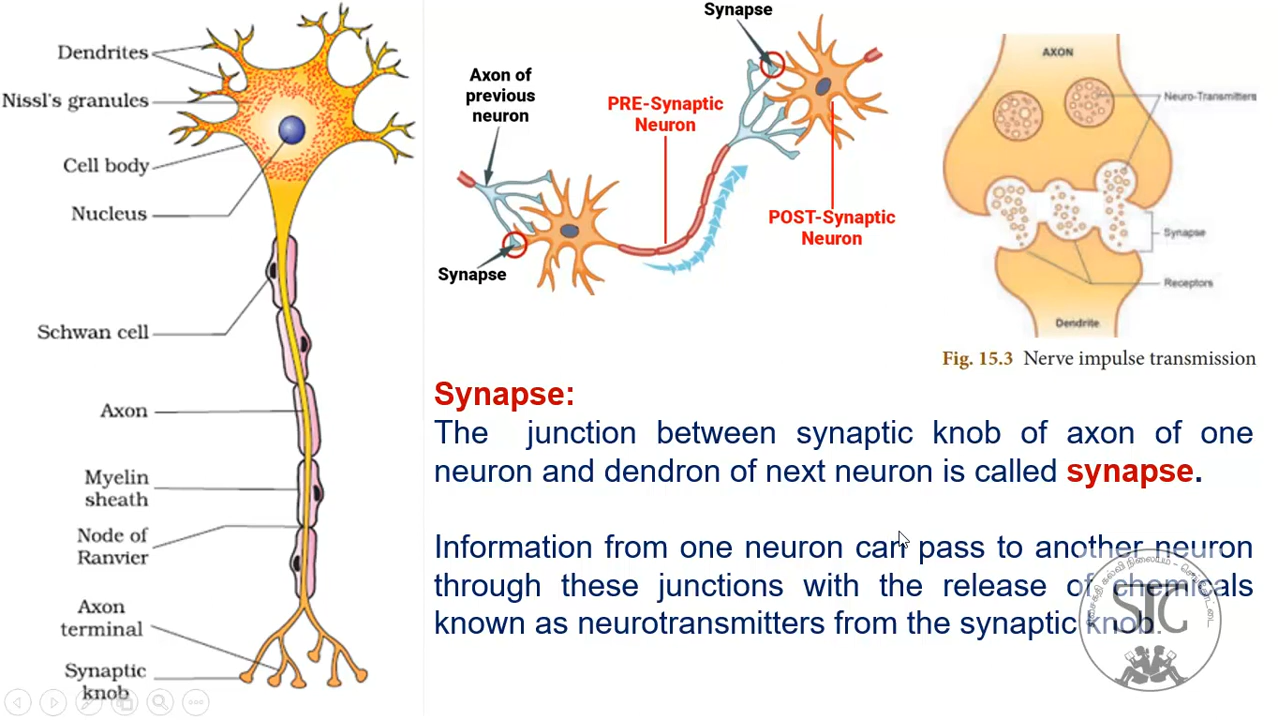 Dendrites
Nissl's granules
Cell body
Nucleus
Schwan cell
Axon
Myelin
sheath
Node of
Ranvier
Axon
terminal
Synaptic
knob
Synapse
Axon of
previous
neuron
PRE-Synaptic
Neuron
POST-Synaptic
Neuron
Synapse
AXON
Neuro-Transmitters
Synapse
Receptors
Dendrite
Fig. 15.3 Nerve impulse transmission
Synapse:
The junction between synaptic knob of axon of one
neuron and dendron of next neuron is called synapse.
Information from one neuron can pass to another neuron
through these junctions with the release of chemicals
known as neurotransmitters from the synaptic knob.
STC